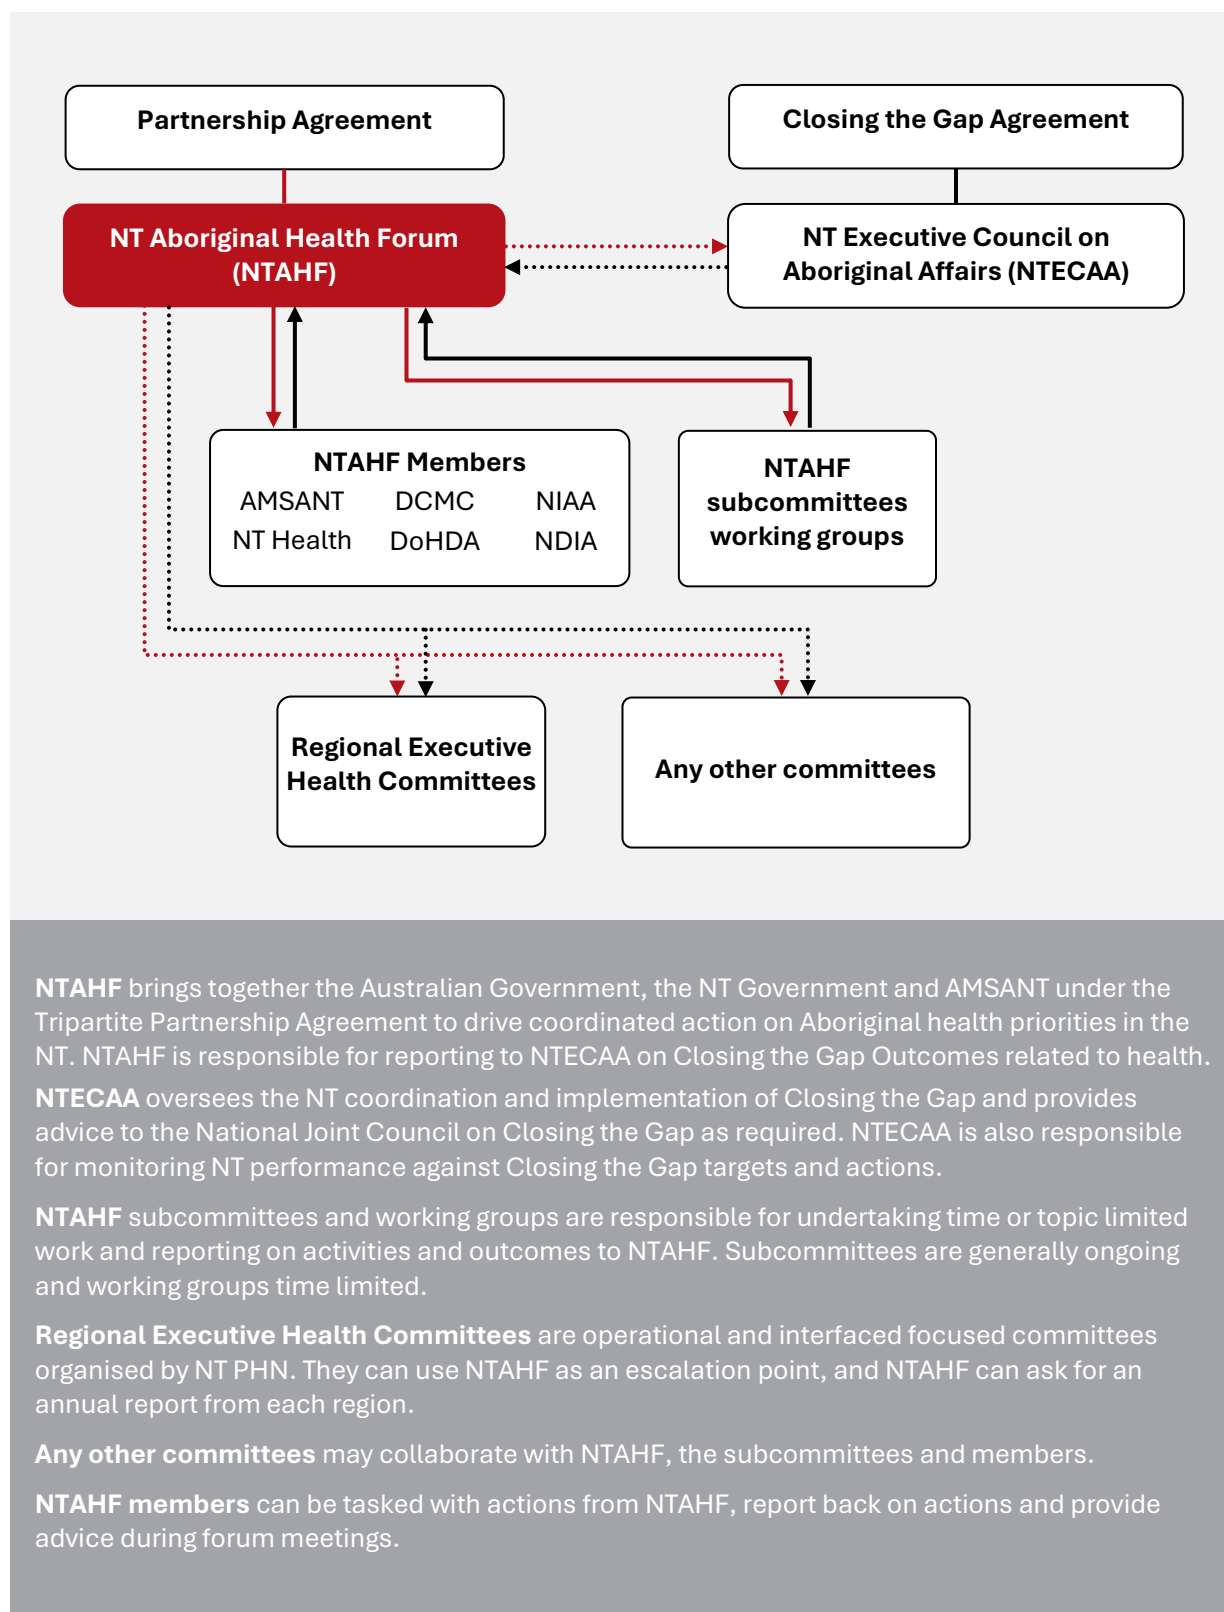 Partnership Agreement
Closing the Gap Agreement
NT Aboriginal Health Forum
(NTAHF)
NT Executive Council on
Aboriginal Affairs (NTECAA)
NTAHF Members
AMSANT DCMC NIAA
NT Health DoHDA NDIA
NTAHF
subcommittees
working groups
Regional Executive
Health Committees
Any other committees
NTAHF brings together the Australian Government, the NT Government and AMSANT under the
Tripartite Partnership Agreement to drive coordinated action on Aboriginal health priorities in the
NT. NTAHF is responsible for reporting to NTECAA on Closing the Gap Outcomes related to health.
NTECAA oversees the NT coordination and implementation of Closing the Gap and provides
advice to the National Joint Council on Closing the Gap as required. NTECAA is also responsible
for monitoring NT performance against Closing the Gap targets and actions.
NTAHF subcommittees and working groups are responsible for undertaking time or topic limited
work and reporting on activities and outcomes to NTAHF. Subcommittees are generally ongoing
and working groups time limited.
Regional Executive Health Committees are operational and interfaced focused committees
organised by NT PHN. They can use NTAHF as an escalation point, and NTAHF can ask for an
annual report from each region.
Any other committees may collaborate with NTAHF, the subcommittees and members.
NTAHF members can be tasked with actions from NTAHF, report back on actions and provide
advice during forum meetings.